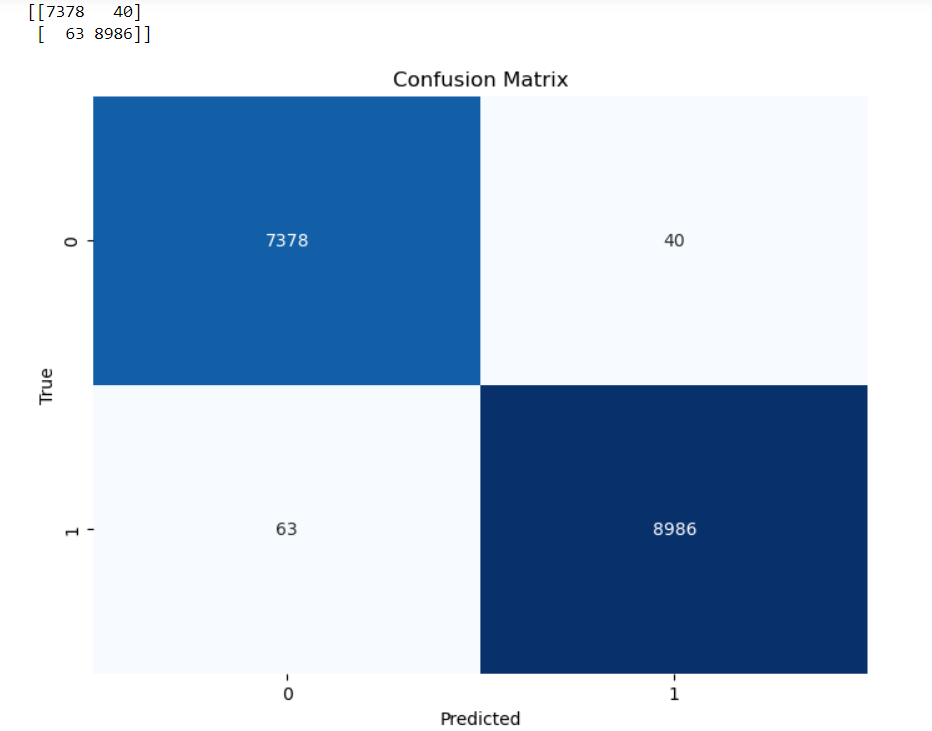 [[7378   40]
 [  63 8986]]
Confusion Matrix
0
7378
40
True
1
63
8986
0
1
Predicted